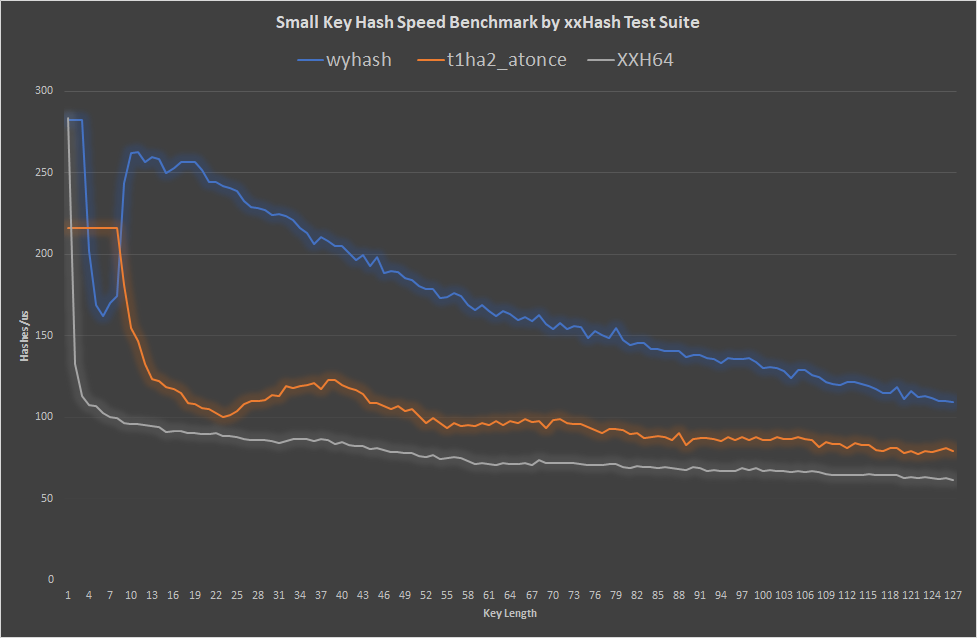 Small Key Hash Speed Benchmark by xxHash Test Suite
wyhash t1ha2_atonce XXH64
300
250
200
150
100
50
0
Hashes/us
1 4 7 10 13 16 19 22 25 28 31 34 37 40 43 46 49 52 55 58 61 64 67 70 73 76 79 82 85 88 91 94 97 100 103 106 109 112 115 118 121 124 127
Key Length